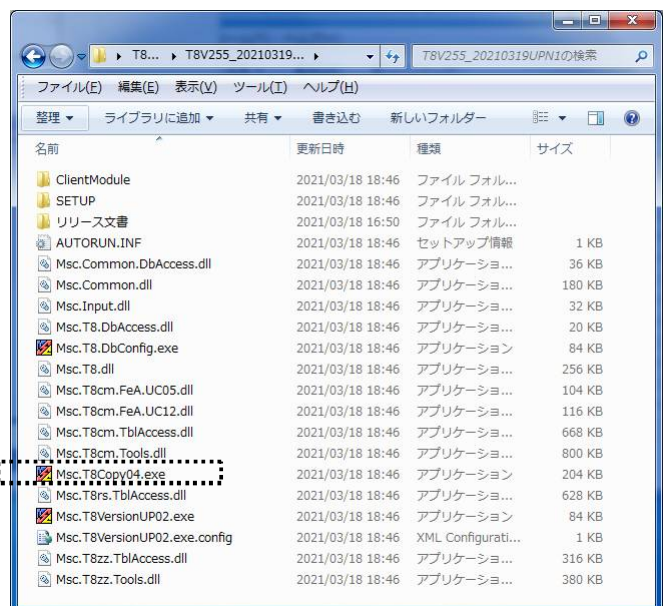 T8... T8V255_20210319... T8V255_20210319UPN1の検索
ファイル(F) 編集(E) 表示(V) ツール(T) ヘルプ(H)
整理 ライブラリに追加 共有 書き込む 新しいフォルダー
名前 更新日時 種類 サイズ
ClientModule 2021/03/18 18:46 ファイル フォル...
SETUP 2021/03/18 18:46 ファイル フォル...
リリース文書 2021/03/18 16:50 ファイル フォル...
AUTORUN.INF 2021/03/18 18:46 セットアップ情報 1 KB
Msc.Common.DbAccess.dll 2021/03/18 18:46 アプリケーショ... 36 KB
Msc.Common.dll 2021/03/18 18:46 アプリケーショ... 180 KB
Msc.Input.dll 2021/03/18 18:46 アプリケーショ... 32 KB
Msc.T8.DbAccess.dll 2021/03/18 18:46 アプリケーショ... 20 KB
Msc.T8.DbConfig.exe 2021/03/18 18:46 アプリケーション 84 KB
Msc.T8.dll 2021/03/18 18:46 アプリケーショ... 256 KB
Msc.T8cm.FeA.UC05.dll 2021/03/18 18:46 アプリケーショ... 104 KB
Msc.T8cm.FeA.UC12.dll 2021/03/18 18:46 アプリケーショ... 116 KB
Msc.T8cm.TblAccess.dll 2021/03/18 18:46 アプリケーショ... 668 KB
Msc.T8cm.Tools.dll 2021/03/18 18:46 アプリケーショ... 800 KB
Msc.T8Copy04.exe 2021/03/18 18:46 アプリケーション 204 KB
Msc.T8rs.TblAccess.dll 2021/03/18 18:46 アプリケーショ... 628 KB
Msc.T8VersionUP02.exe 2021/03/18 18:46 アプリケーション 84 KB
Msc.T8VersionUP02.exe.config 2021/03/18 18:46 XML Configurati... 1 KB
Msc.T8zz.TblAccess.dll 2021/03/18 18:46 アプリケーショ... 316 KB
Msc.T8zz.Tools.dll 2021/03/18 18:46 アプリケーショ... 380 KB